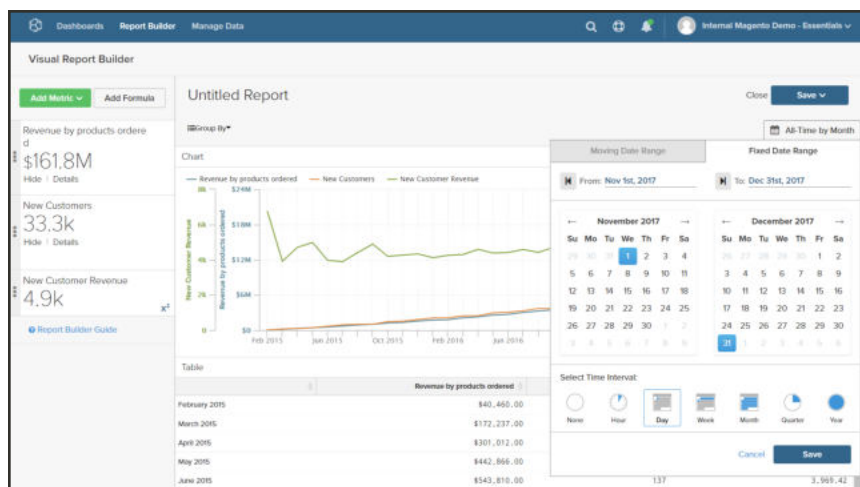 Dashboards Report Builder Manage Data Internal Magento Demo - Essentials
Visual Report Builder
Add Metric Add Formula
Untitled Report
Close Save
Group By
All-Time by Month
Revenue by products ordere
d
$161.8M
Hide | Details
New Customers
33.3k
Hide | Details
New Customer Revenue
4.9k
x²
Report Builder Guide
Chart
Revenue by products ordered New Customers New Customer Revenue
New Customer Revenue
8k
6k
4k
2k
0
Revenue by products ordered
$24M
$18M
$12M
$6M
$0
Feb 2015 Jun 2015 Oct 2015 Feb 2016 Jun 2016
Table
Revenue by products ordered
February 2015 $40,460.00
March 2015 $172,237.00
April 2015 $301,012.00
May 2015 $442,866.00
June 2015 $543,810.00 137 3,969.42
Moving Date Range Fixed Date Range
From: Nov 1st, 2017 To: Dec 31st, 2017
← November 2017 →
Su Mo Tu We Th Fr Sa
29 30 31 1 2 3 4
5 6 7 8 9 10 11
12 13 14 15 16 17 18
19 20 21 22 23 24 25
26 27 28 29 30 1 2
3 4 5 6 7 8 9
← December 2017 →
Su Mo Tu We Th Fr Sa
26 27 28 29 30 1 2
3 4 5 6 7 8 9
10 11 12 13 14 15 16
17 18 19 20 21 22 23
24 25 26 27 28 29 30
31 1 2 3 4 5 6
Select Time Interval:
None Hour Day Week Month Quarter Year
Cancel Save